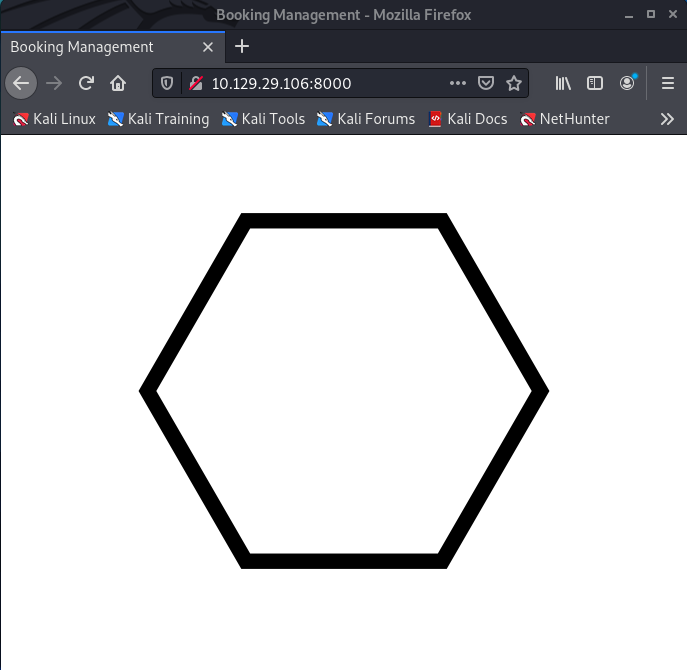 Booking Management - Mozilla Firefox
Booking Management
10.129.29.106:8000
Kali Linux Kali Training Kali Tools Kali Forums Kali Docs NetHunter